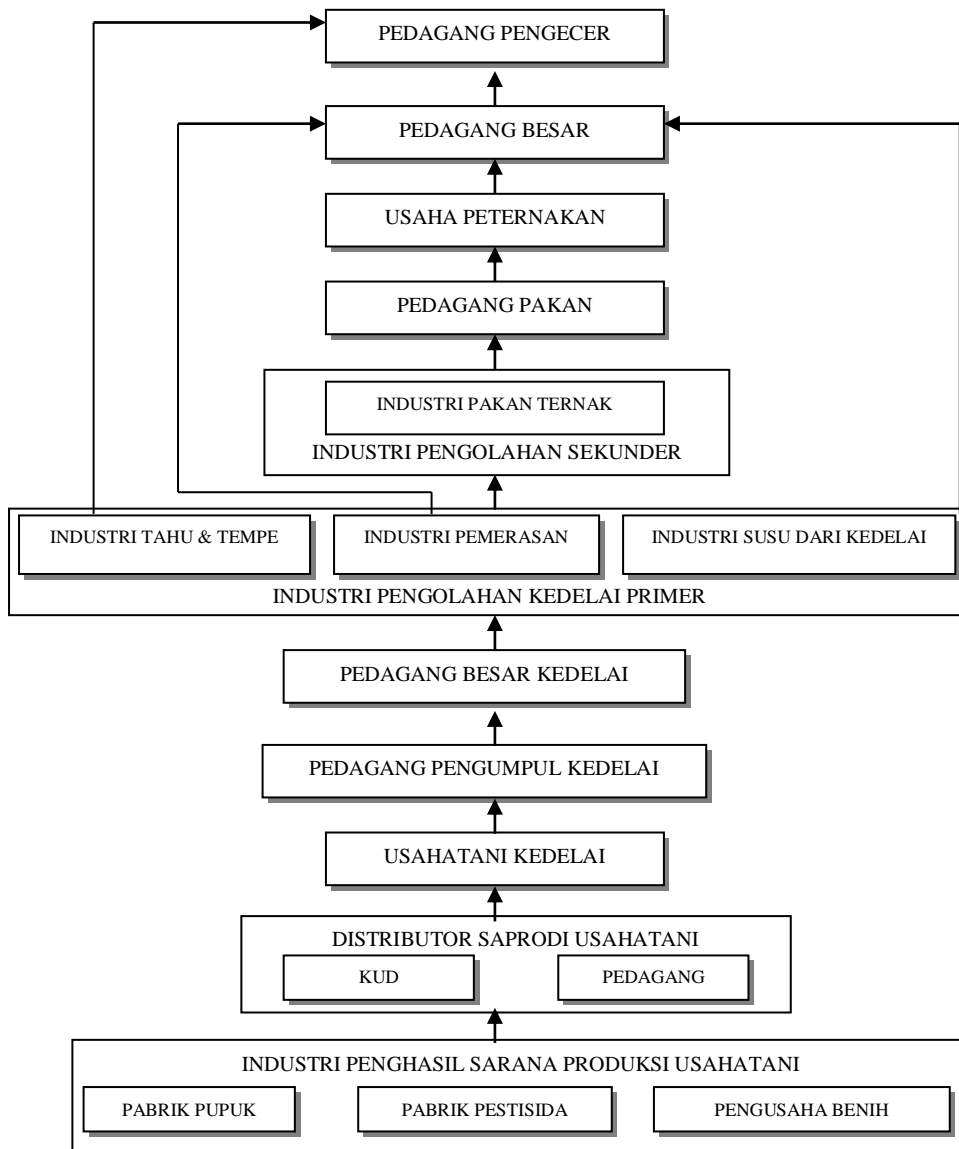 PEDAGANG PENGECER
PEDAGANG BESAR
USAHA PETERNAKAN
PEDAGANG PAKAN
INDUSTRI PAKAN TERNAK
INDUSTRI PENGOLAHAN SEKUNDER
INDUSTRI TAHU & TEMPE
INDUSTRI PEMERASAN
INDUSTRI SUSU DARI KEDELAI
INDUSTRI PENGOLAHAN KEDELAI PRIMER
PEDAGANG BESAR KEDELAI
PEDAGANG PENGUMPUL KEDELAI
USAHATANI KEDELAI
DISTRIBUTOR SAPRODI USAHATANI
KUD
PEDAGANG
INDUSTRI PENGHASIL SARANA PRODUKSI USAHATANI
PABRIK PUPUK
PABRIK PESTISIDA
PENGUSAHA BENIH